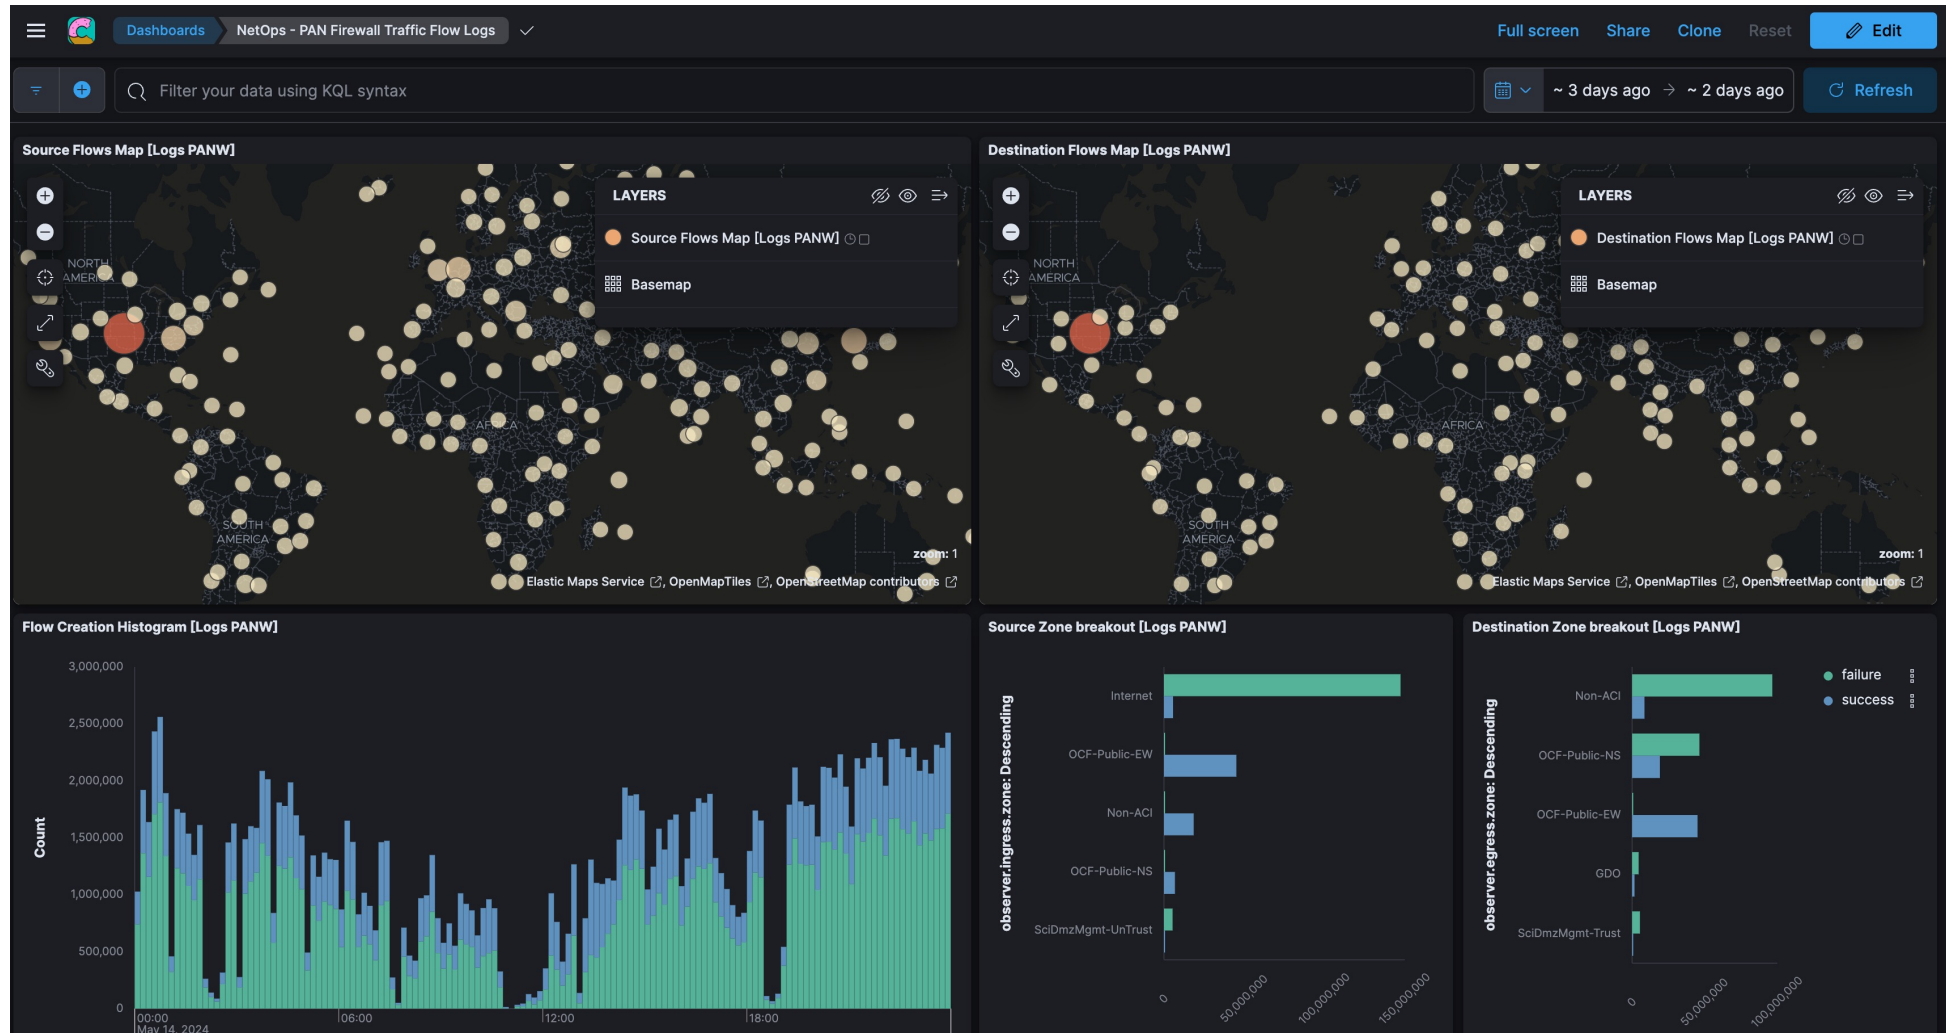 Dashboards
NetOps - PAN Firewall Traffic Flow Logs
Full screen
Share
Clone
Reset
Edit
Filter your data using KQL syntax
~ 3 days ago → ~ 2 days ago
Refresh
Source Flows Map [Logs PANW]
LAYERS
Source Flows Map [Logs PANW]
Basemap
NORTH
AMERICA
AFRICA
SOUTH
AMERICA
zoom: 1
Elastic Maps Service , OpenMapTiles , OpenStreetMap contributors
Destination Flows Map [Logs PANW]
LAYERS
Destination Flows Map [Logs PANW]
Basemap
NORTH
AMERICA
AFRICA
SOUTH
AMERICA
zoom: 1
Elastic Maps Service , OpenMapTiles , OpenStreetMap contributors
Flow Creation Histogram [Logs PANW]
Count
3,000,000
2,500,000
2,000,000
1,500,000
1,000,000
500,000
0
00:00
May 14, 2024
06:00
12:00
18:00
Source Zone breakout [Logs PANW]
observer.ingress.zone: Descending
Internet
OCF-Public-EW
Non-ACI
OCF-Public-NS
SciDmzMgmt-UnTrust
0
50,000,000
100,000,000
150,000,000
Destination Zone breakout [Logs PANW]
observer.egress.zone: Descending
Non-ACI
OCF-Public-NS
OCF-Public-EW
GDO
SciDmzMgmt-Trust
0
50,000,000
100,000,000
failure
success